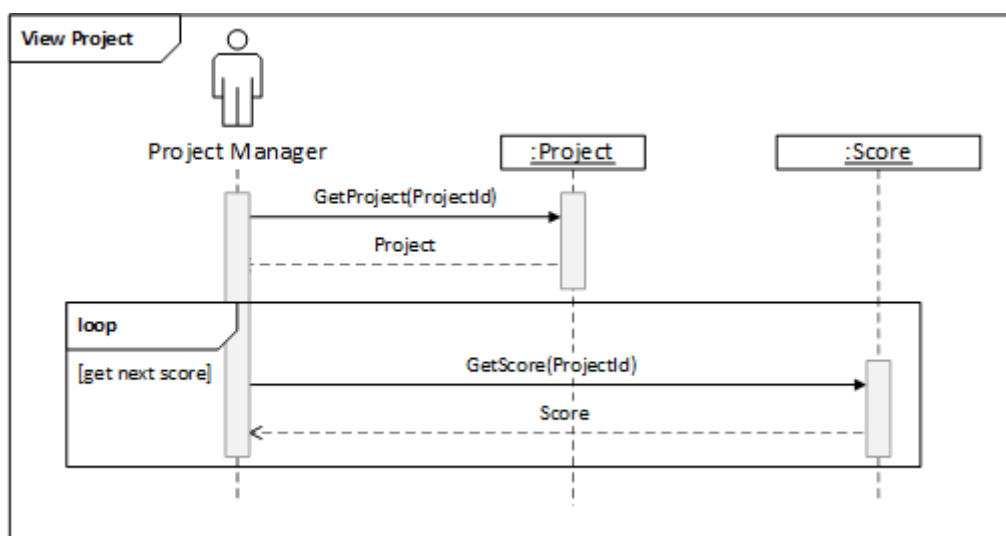 View Project
Project Manager
:Project
:Score
GetProject(ProjectId)
Project
loop
[get next score]
GetScore(ProjectId)
Score